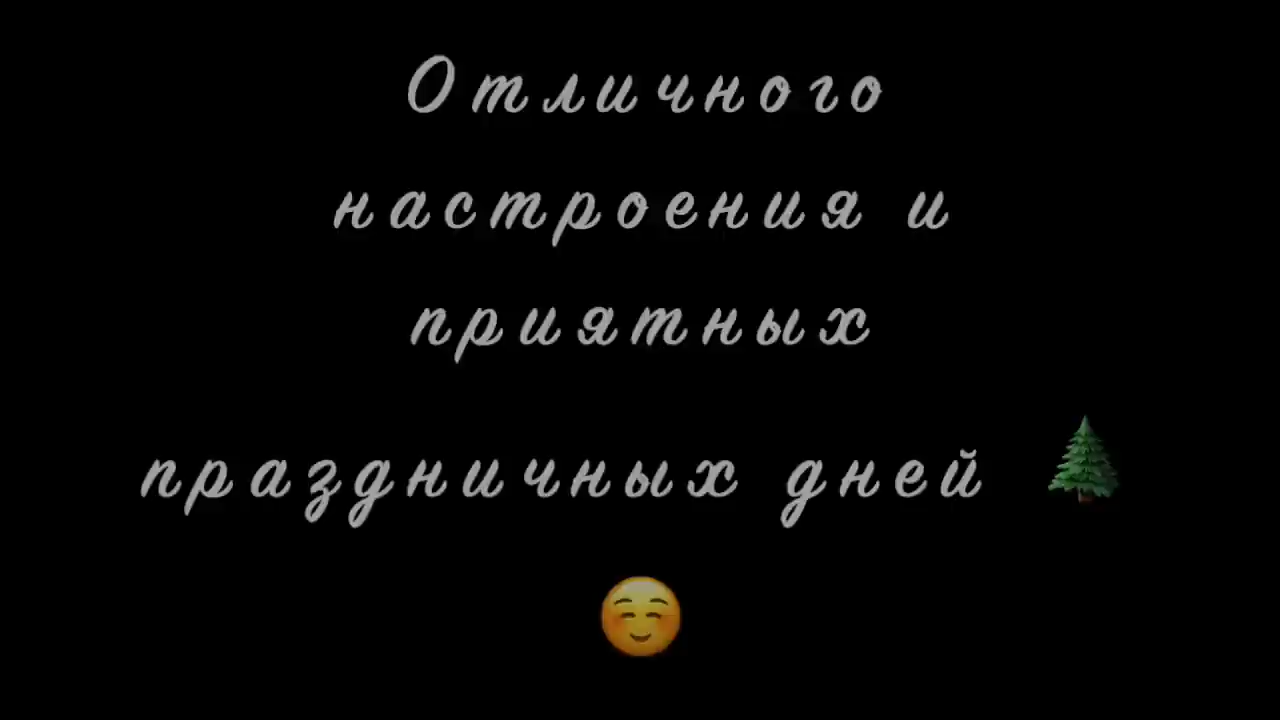 Отличного
настроения и
приятных
праздничных дней 🌲
☺️